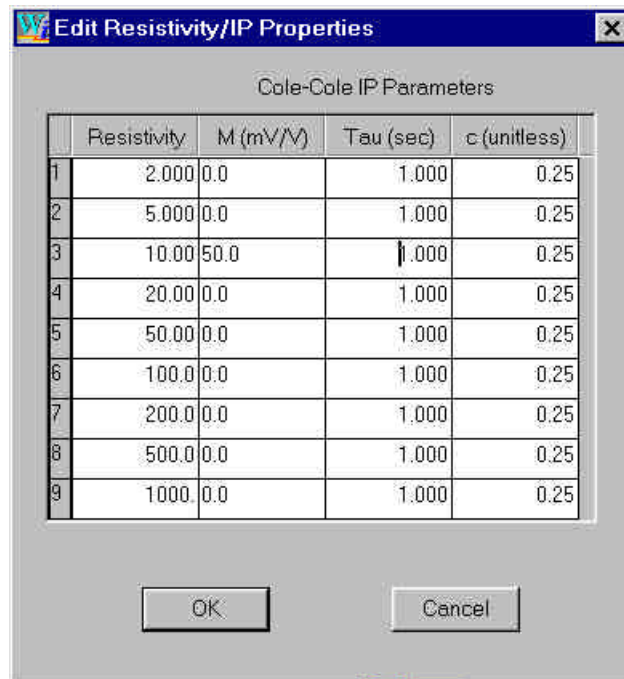 Edit Resistivity/IP Properties
Cole-Cole IP Parameters
Resistivity M (mV/V) Tau (sec) c (unitless)
1 2.000 0.0 1.000 0.25
2 5.000 0.0 1.000 0.25
3 10.00 50.0 1.000 0.25
4 20.00 0.0 1.000 0.25
5 50.00 0.0 1.000 0.25
6 100.0 0.0 1.000 0.25
7 200.0 0.0 1.000 0.25
8 500.0 0.0 1.000 0.25
9 1000. 0.0 1.000 0.25
OK Cancel